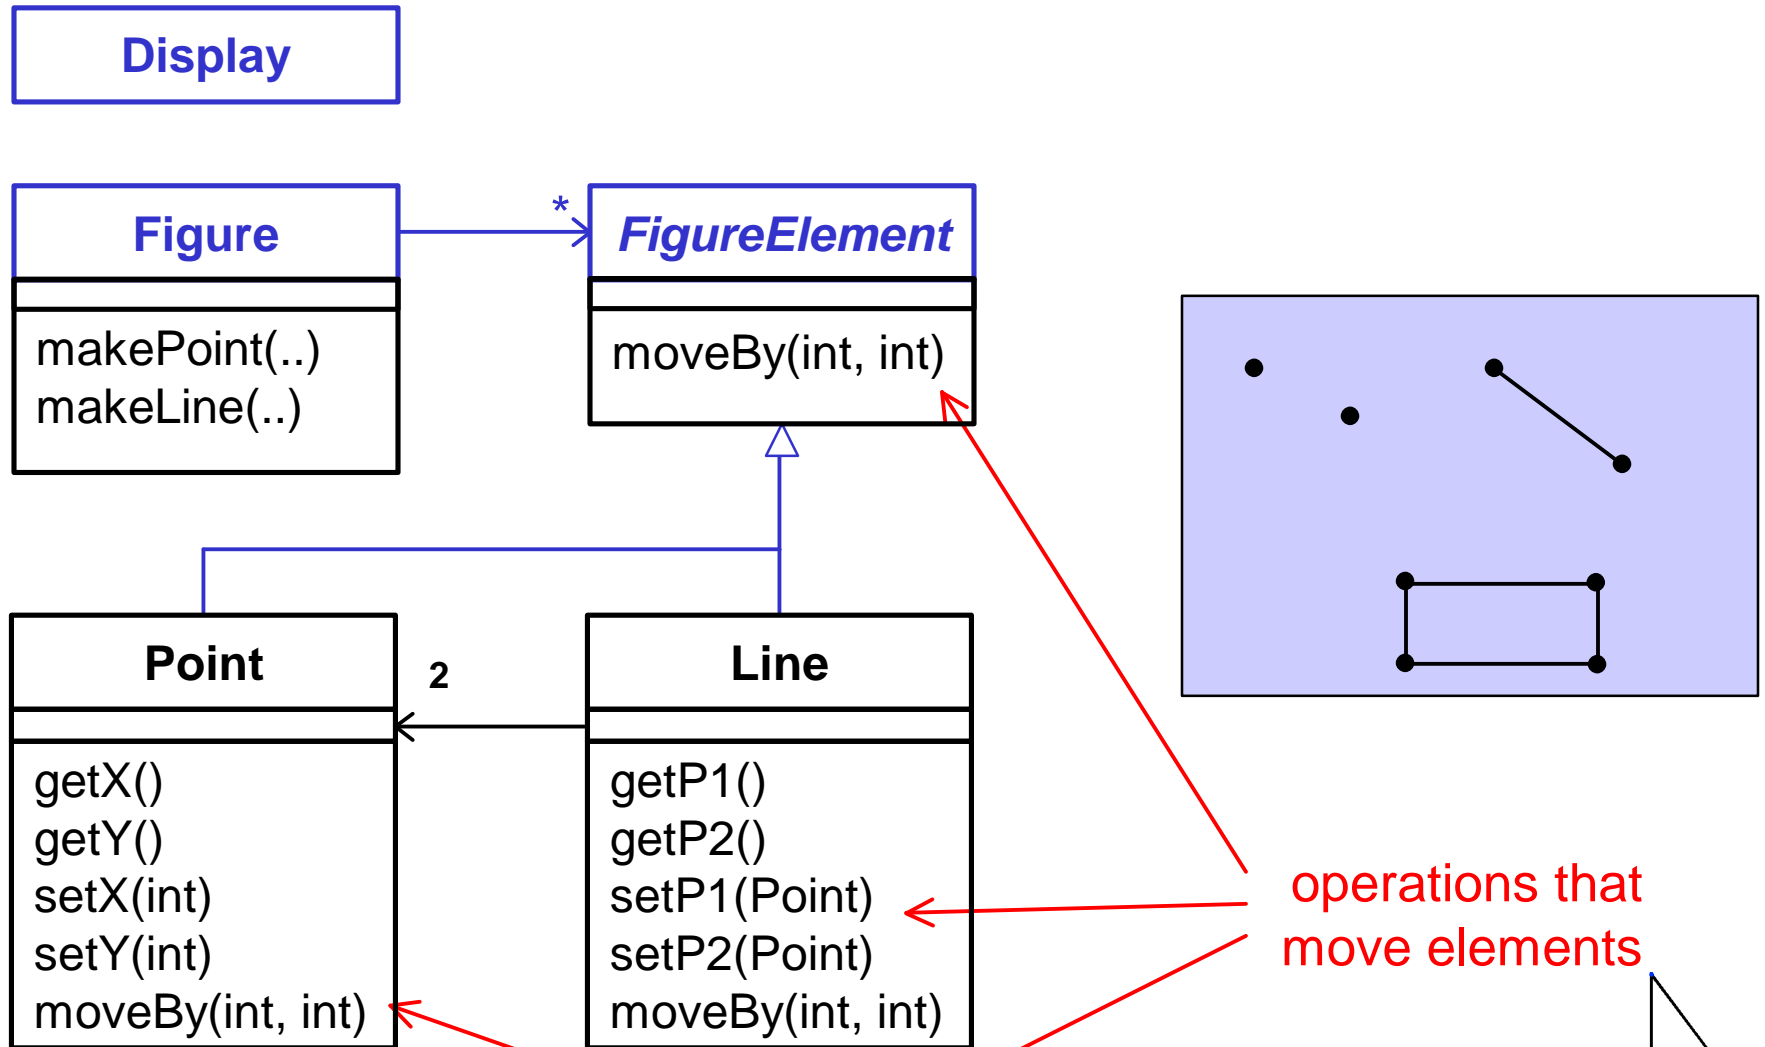 Display
Figure
*
FigureElement
makePoint(..)
makeLine(..)
moveBy(int, int)
Point
2
Line
getX()
getY()
setX(int)
setY(int)
moveBy(int, int)
getP1()
getP2()
setP1(Point)
setP2(Point)
moveBy(int, int)
operations that
move elements